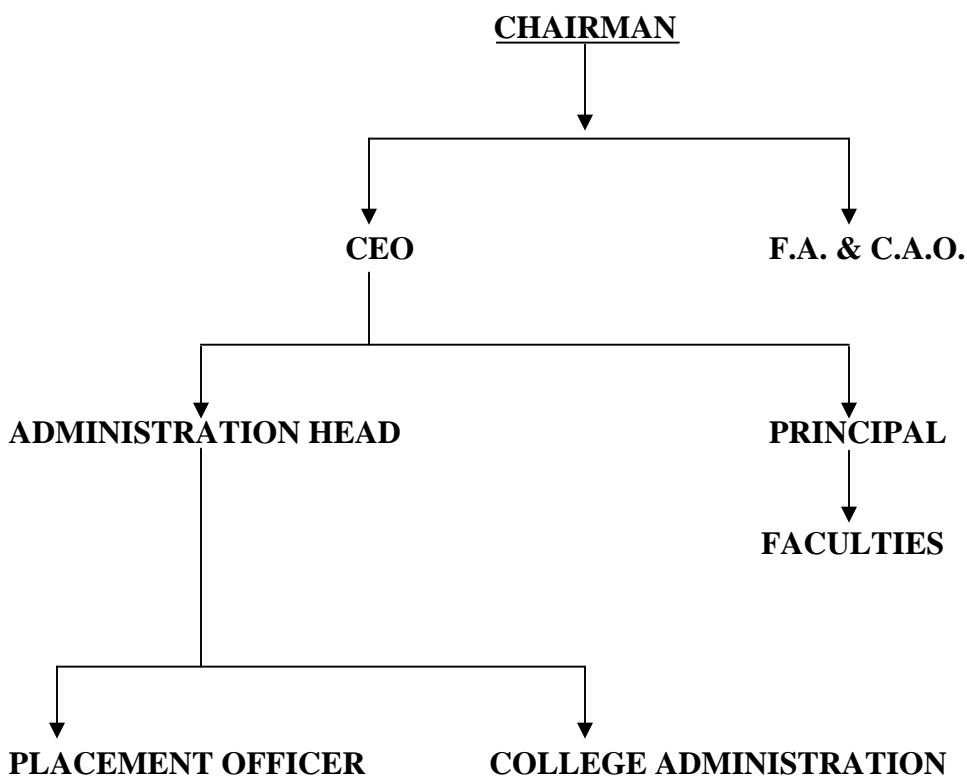 CHAIRMAN
CEO
F.A. & C.A.O.
ADMINISTRATION HEAD
PRINCIPAL
FACULTIES
PLACEMENT OFFICER
COLLEGE ADMINISTRATION